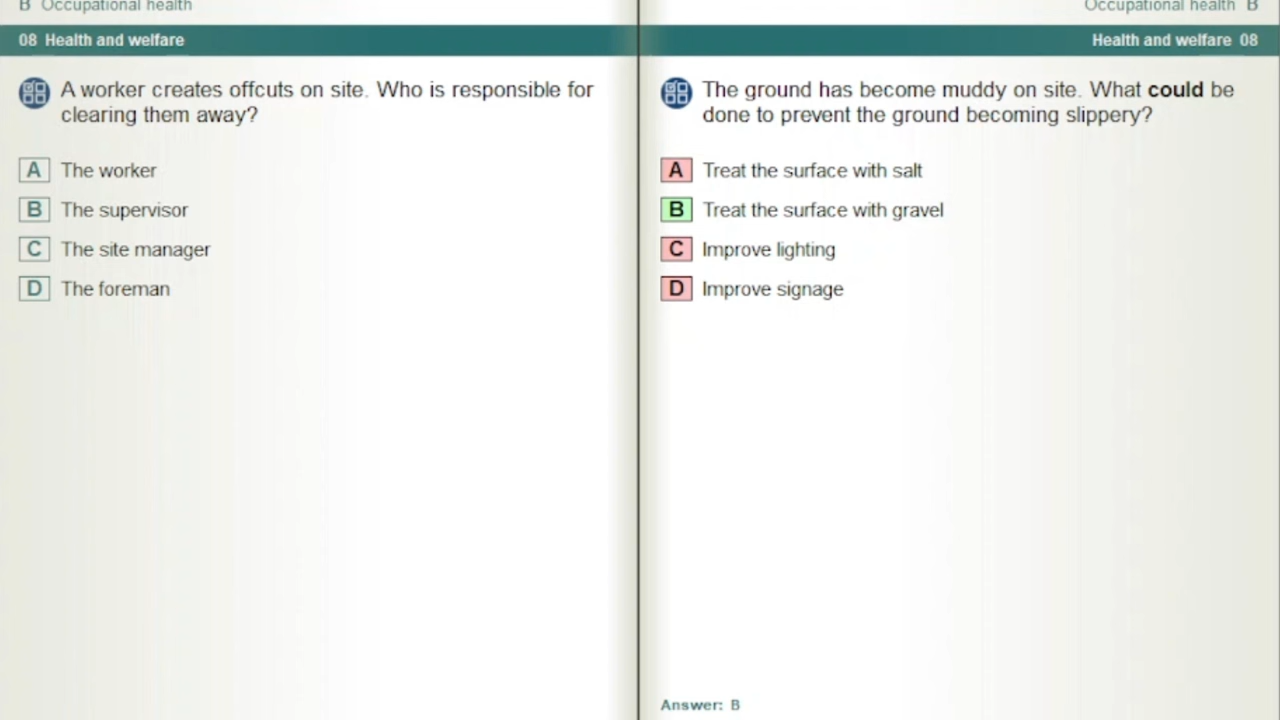 B Occupational health
08 Health and welfare
A worker creates offcuts on site. Who is responsible for
clearing them away?
A The worker
B The supervisor
C The site manager
D The foreman
Occupational health B
Health and welfare 08
The ground has become muddy on site. What could be
done to prevent the ground becoming slippery?
A Treat the surface with salt
B Treat the surface with gravel
C Improve lighting
D Improve signage
Answer: B